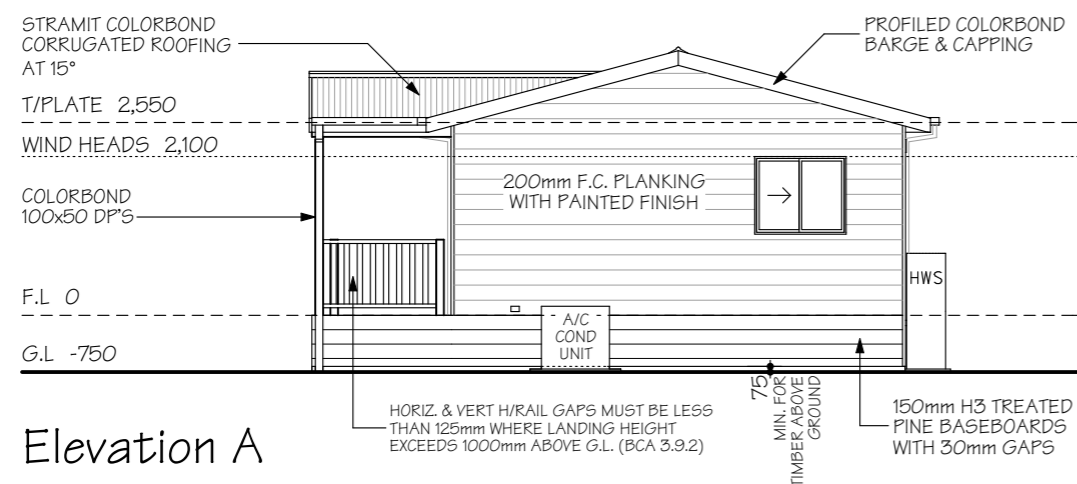 STRAMIT COLORBOND
CORRUGATED ROOFING
AT 15°
PROFILED COLORBOND
BARGE & CAPPING
T/PLATE 2,550
WIND HEADS 2,100
COLORBOND
100x50 DP'S
200mm F.C. PLANKING
WITH PAINTED FINISH
HWS
F.L 0
A/C
COND
UNIT
G.L -750
HORIZ. & VERT H/RAIL GAPS MUST BE LESS
THAN 125mm WHERE LANDING HEIGHT
EXCEEDS 1000mm ABOVE G.L. (BCA 3.9.2)
75
MIN. FOR
TIMBER ABOVE
GROUND
150mm H3 TREATED
PINE BASEBOARDS
WITH 30mm GAPS
Elevation A